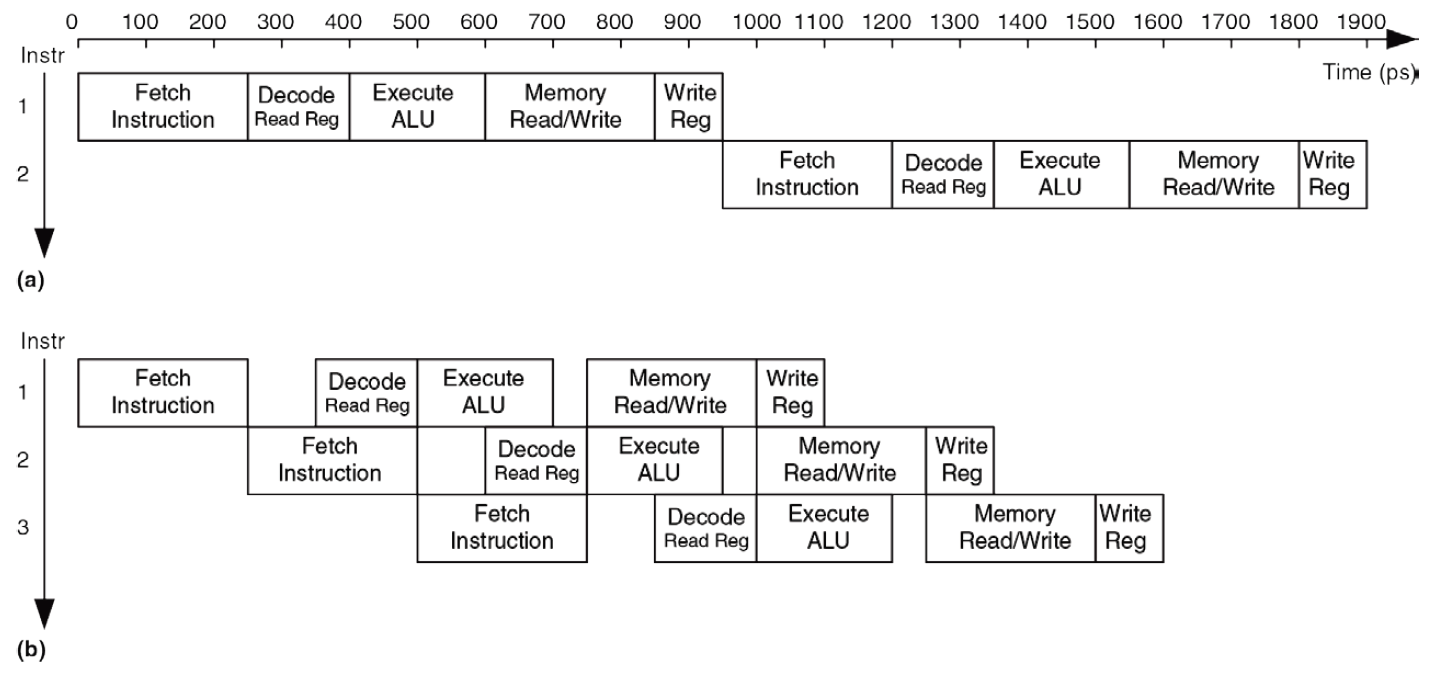 0 100 200 300 400 500 600 700 800 900 1000 1100 1200 1300 1400 1500 1600 1700 1800 1900
Instr
Time (ps)
1
Fetch
Instruction
Decode
Read Reg
Execute
ALU
Memory
Read/Write
Write
Reg
2
Fetch
Instruction
Decode
Read Reg
Execute
ALU
Memory
Read/Write
Write
Reg
(a)
Instr
1
Fetch
Instruction
Decode
Read Reg
Execute
ALU
Memory
Read/Write
Write
Reg
2
Fetch
Instruction
Decode
Read Reg
Execute
ALU
Memory
Read/Write
Write
Reg
3
Fetch
Instruction
Decode
Read Reg
Execute
ALU
Memory
Read/Write
Write
Reg
(b)